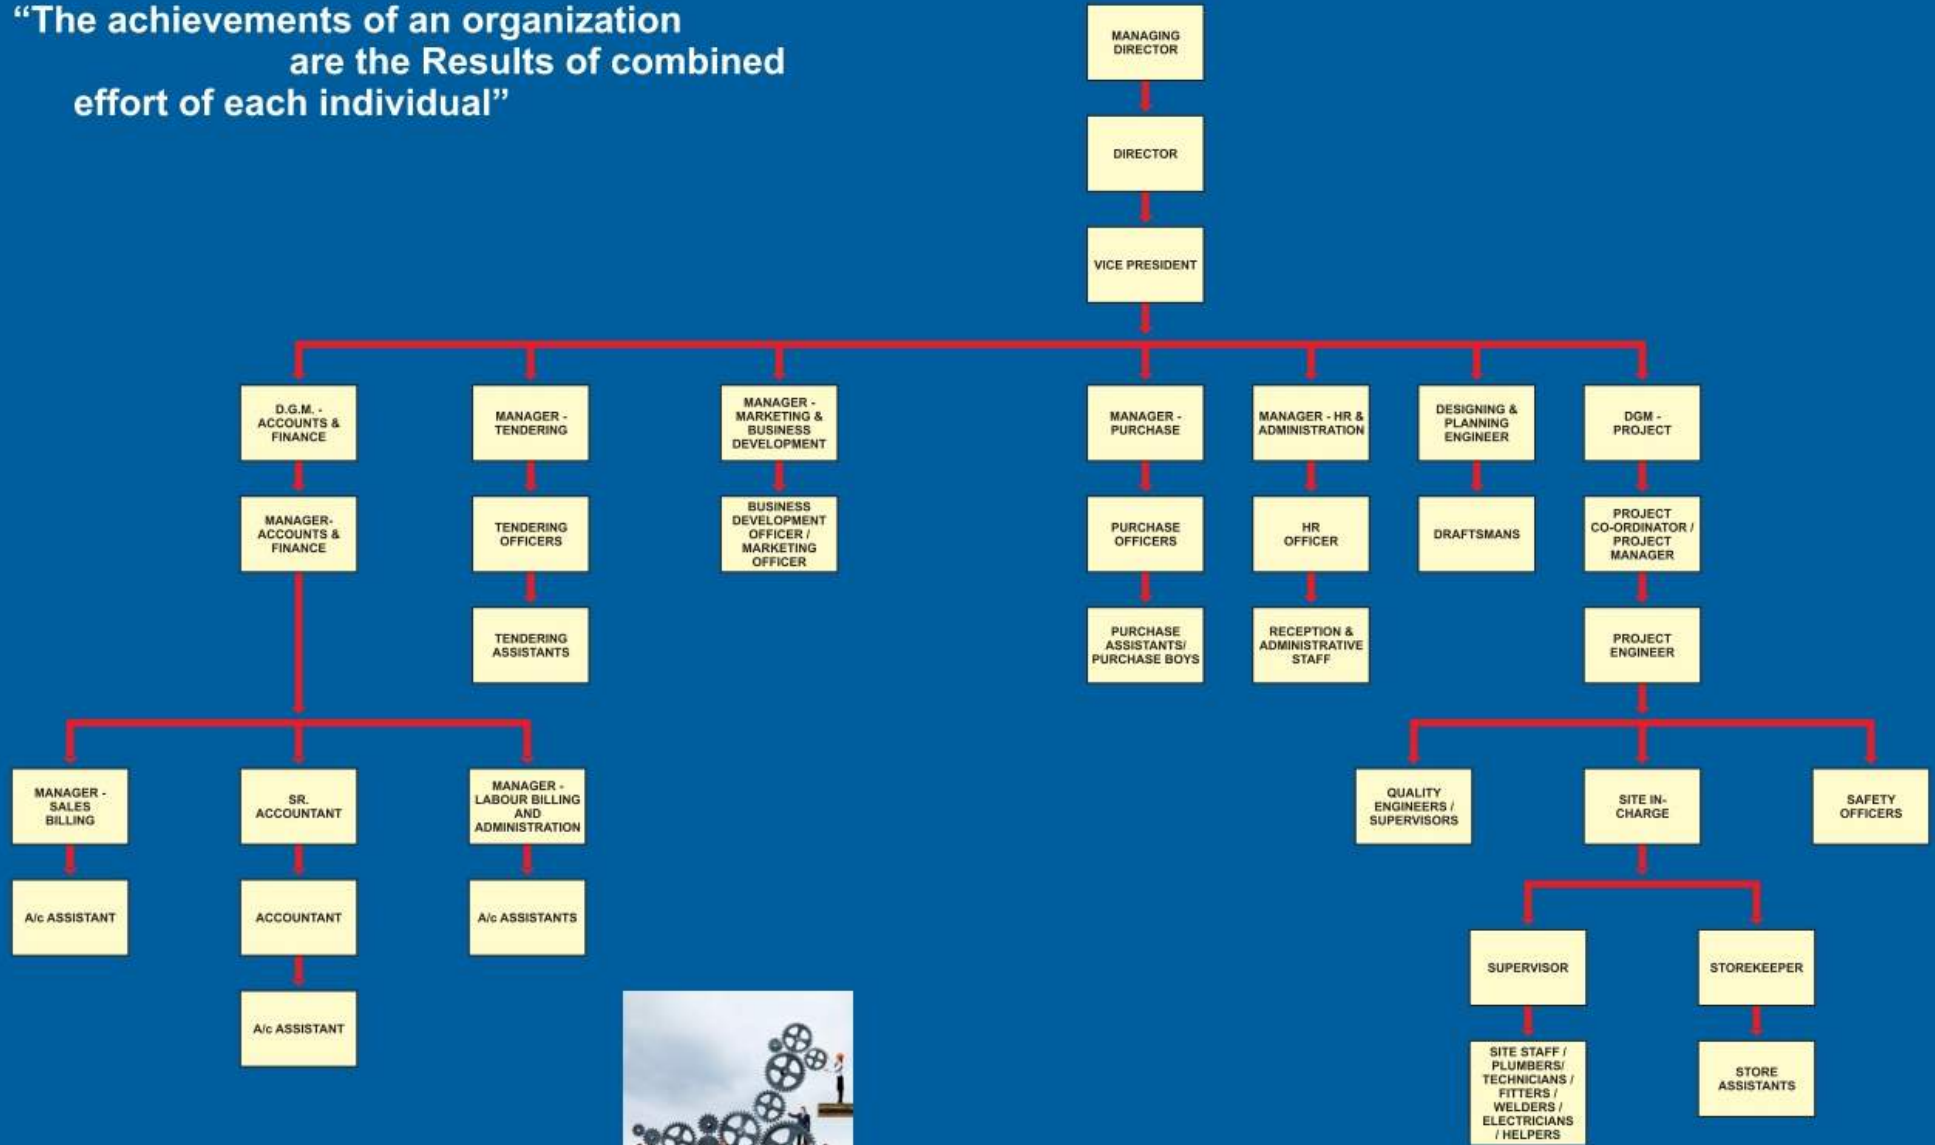 “The achievements of an organization
are the Results of combined
effort of each individual”
MANAGING
DIRECTOR
DIRECTOR
VICE PRESIDENT
D.G.M. -
ACCOUNTS &
FINANCE
MANAGER -
TENDERING
MANAGER -
MARKETING &
BUSINESS
DEVELOPMENT
MANAGER -
PURCHASE
MANAGER - HR &
ADMINISTRATION
DESIGNING &
PLANNING
ENGINEER
DGM -
PROJECT
MANAGER-
ACCOUNTS &
FINANCE
TENDERING
OFFICERS
BUSINESS
DEVELOPMENT
OFFICER /
MARKETING
OFFICER
PURCHASE
OFFICERS
HR
OFFICER
DRAFTSMANS
PROJECT
CO-ORDINATOR /
PROJECT
MANAGER
TENDERING
ASSISTANTS
PURCHASE
ASSISTANTS/
PURCHASE BOYS
RECEPTION &
ADMINISTRATIVE
STAFF
PROJECT
ENGINEER
MANAGER -
SALES
BILLING
SR.
ACCOUNTANT
MANAGER -
LABOUR BILLING
AND
ADMINISTRATION
QUALITY
ENGINEERS /
SUPERVISORS
SITE IN-
CHARGE
SAFETY
OFFICERS
A/c ASSISTANT
ACCOUNTANT
A/c ASSISTANTS
SUPERVISOR
STOREKEEPER
A/c ASSISTANT
SITE STAFF /
PLUMBERS/
TECHNICIANS /
FITTERS /
WELDERS /
ELECTRICIANS
/ HELPERS
STORE
ASSISTANTS